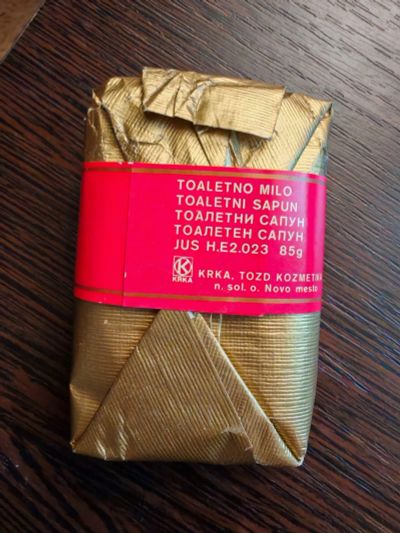 TOALETNO MILO
TOALETNI SAPUN
ТОАЛЕТНИ САПУН
ТОАЛЕТЕН САПУН
JUS H.E2.023 85g
KRKA
KRKA, TOZD KOZMETIKA
n. sol. o. Novo mesto